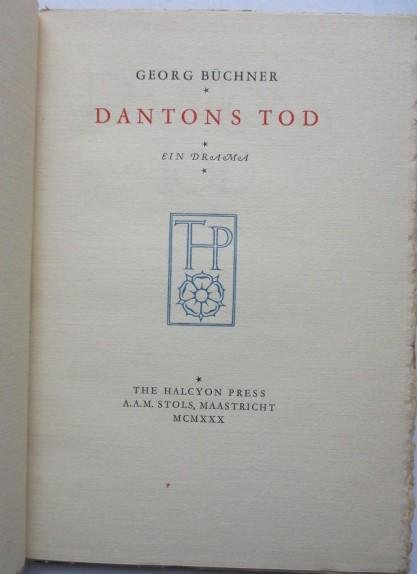 GEORG BÜCHNER
*
DANTONS TOD
*
EIN DRAMA
*
THP
*
THE HALCYON PRESS
A.A.M. STOLS, MAASTRICHT
MCMXXX